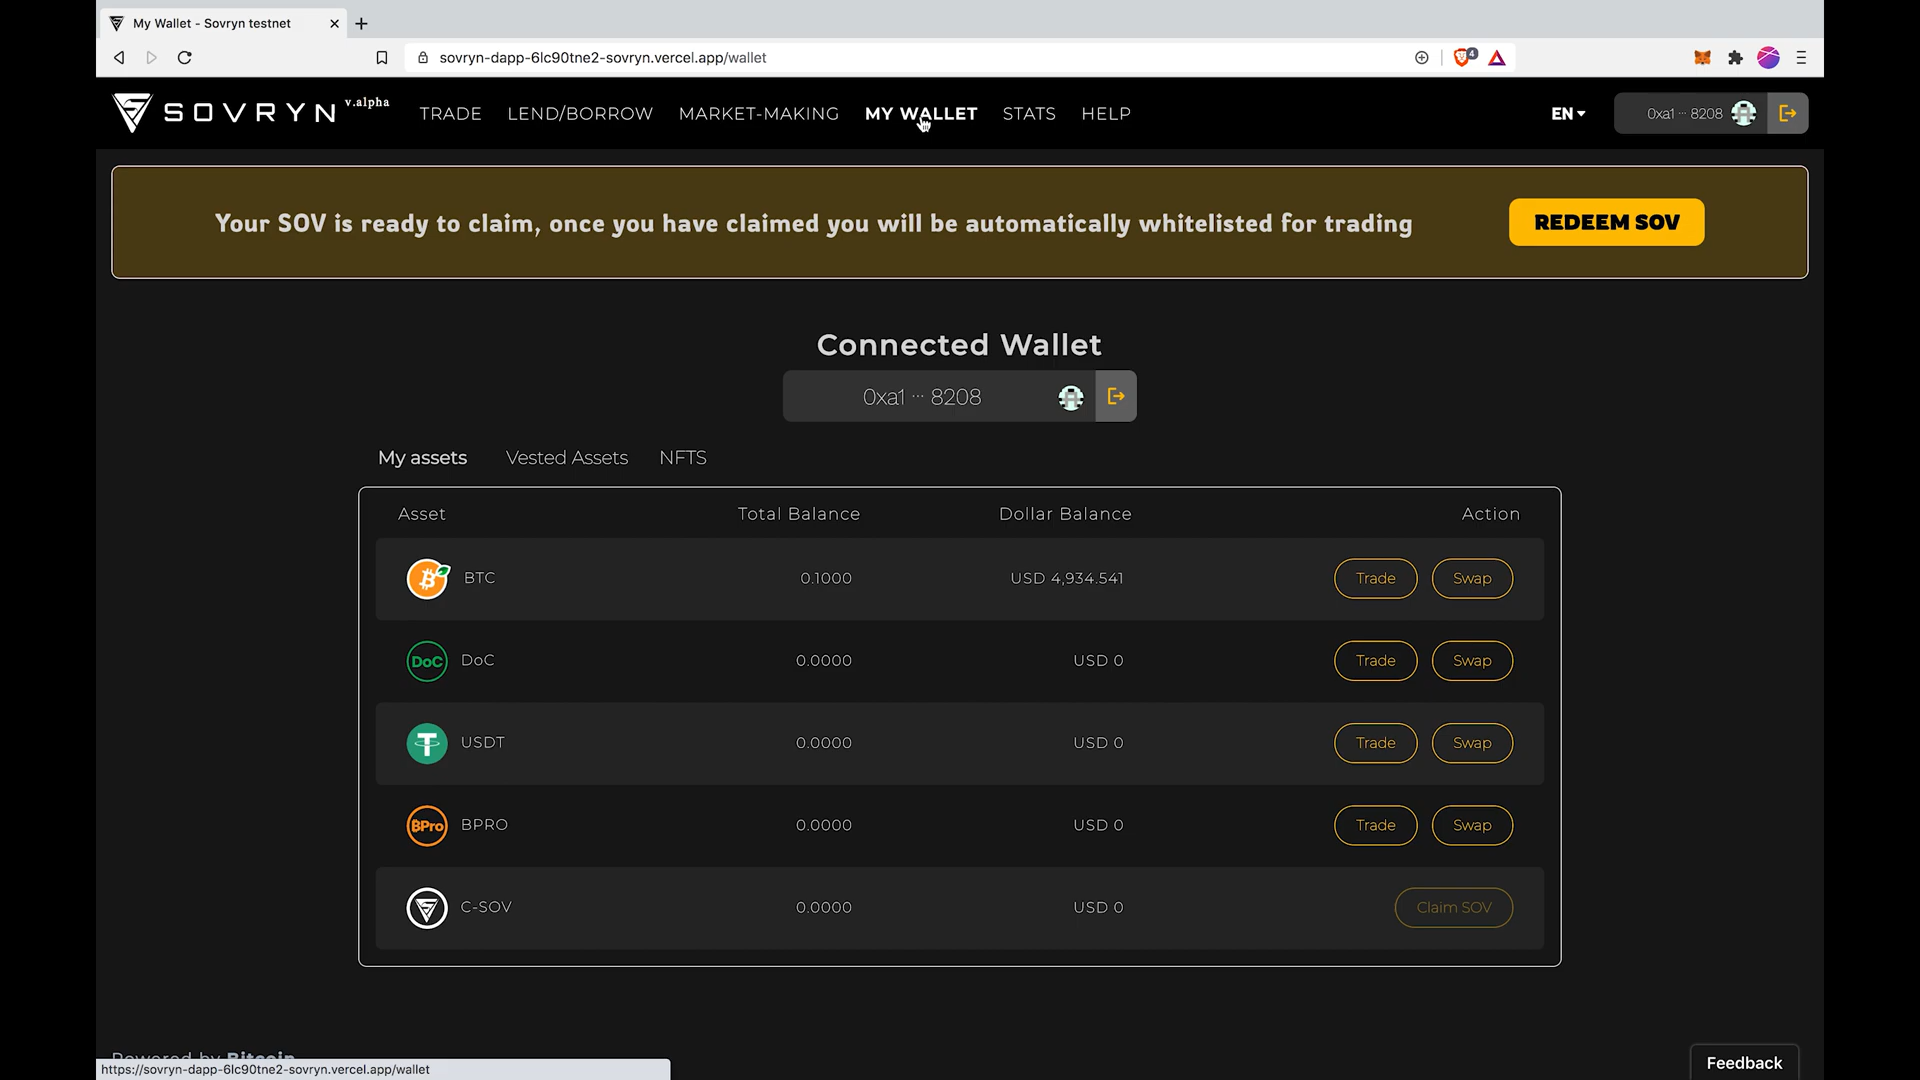 My Wallet - Sovryn testnet
sovryn-dapp-6lc90tne2-sovryn.vercel.app/wallet
4
SOVRYN v.alpha
TRADE LEND/BORROW MARKET-MAKING MY WALLET STATS HELP
EN
0xa1 ··· 8208
Your SOV is ready to claim, once you have claimed you will be automatically whitelisted for trading
REDEEM SOV
Connected Wallet
0xa1 ··· 8208
My assets Vested Assets NFTS
Asset Total Balance Dollar Balance Action
BTC 0.1000 USD 4,934.541 Trade Swap
DoC DoC 0.0000 USD 0 Trade Swap
USDT 0.0000 USD 0 Trade Swap
BPro BPRO 0.0000 USD 0 Trade Swap
C-SOV 0.0000 USD 0 Claim SOV
Powered by Bitcoin
https://sovryn-dapp-6lc90tne2-sovryn.vercel.app/wallet
Feedback